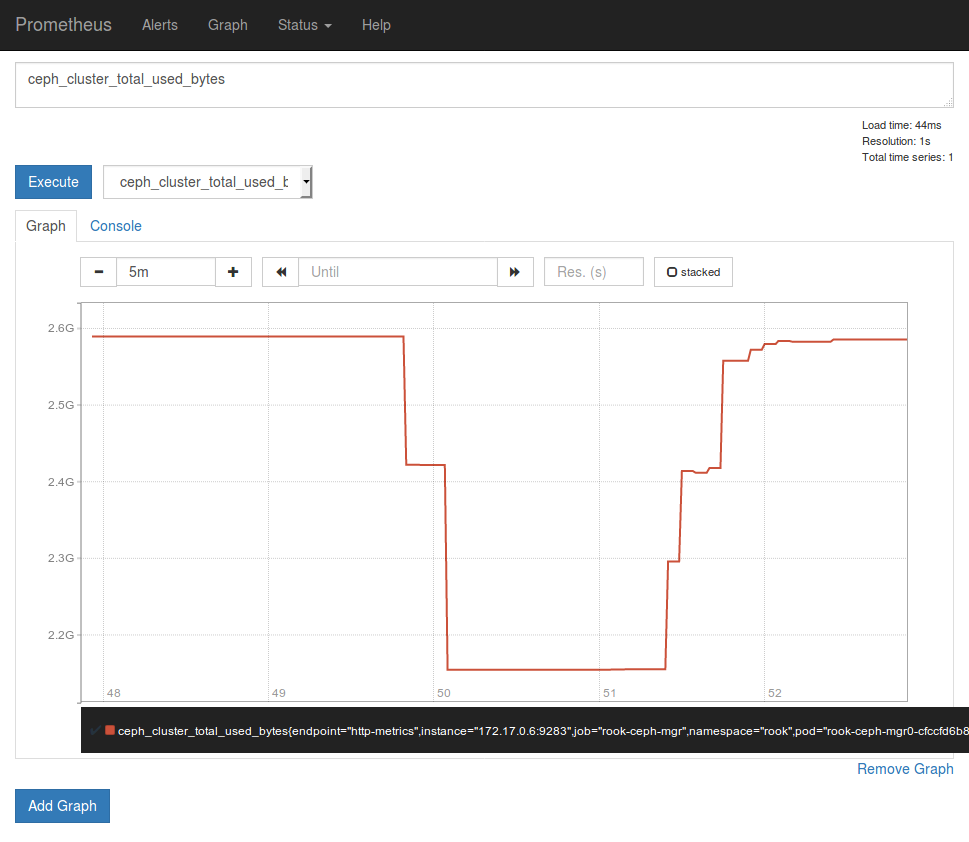 Prometheus Alerts Graph Status Help
ceph_cluster_total_used_bytes
Load time: 44ms
Resolution: 1s
Total time series: 1
Execute ceph_cluster_total_used_b
Graph Console
5m Until Res. (s) stacked
2.6G
2.5G
2.4G
2.3G
2.2G
48 49 50 51 52
ceph_cluster_total_used_bytes{endpoint="http-metrics",instance="172.17.0.6:9283",job="rook-ceph-mgr",namespace="rook",pod="rook-ceph-mgr0-cfccfd6b8
Remove Graph
Add Graph